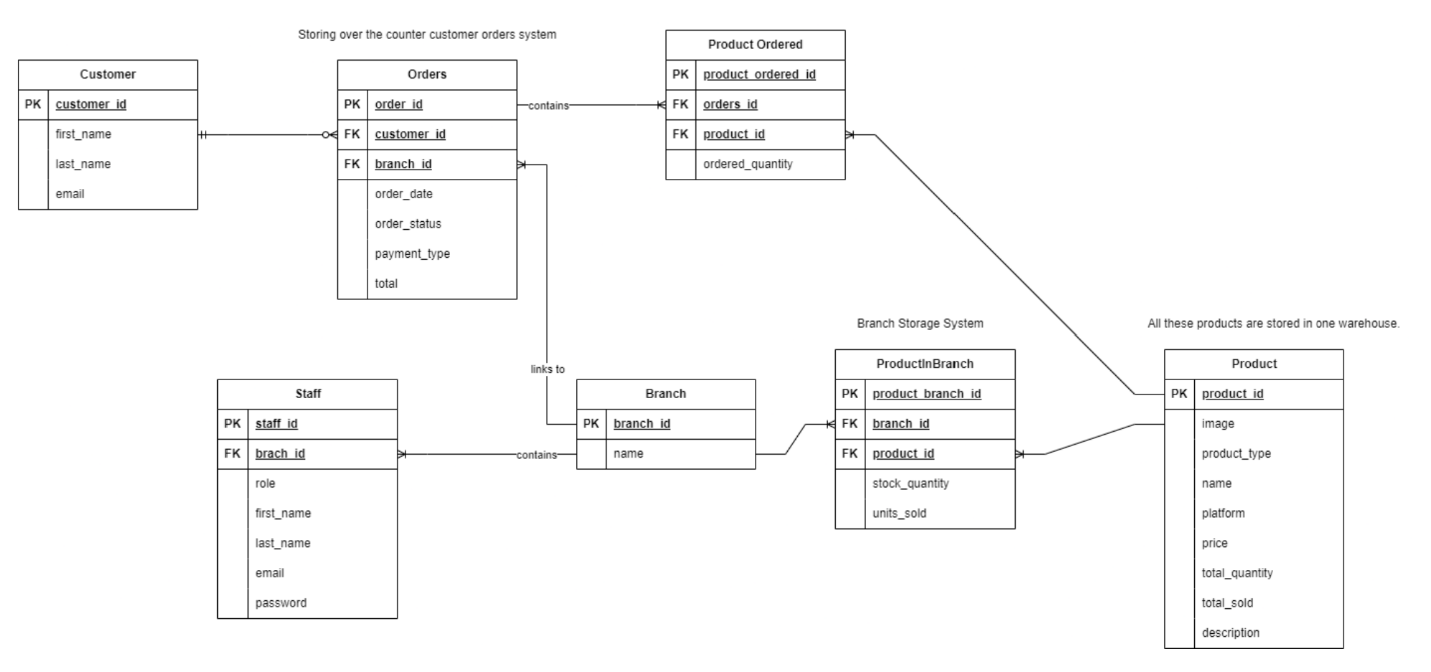 Storing over the counter customer orders system
Customer
PK customer_id
first_name
last_name
email
Orders
PK order_id
FK customer_id
FK branch_id
order_date
order_status
payment_type
total
contains
Product Ordered
PK product_ordered_id
FK orders_id
FK product_id
ordered_quantity
links to
Staff
PK staff_id
FK brach_id
role
first_name
last_name
email
password
contains
Branch
PK branch_id
name
Branch Storage System
ProductInBranch
PK product_branch_id
FK branch_id
FK product_id
stock_quantity
units_sold
All these products are stored in one warehouse.
Product
PK product_id
image
product_type
name
platform
price
total_quantity
total_sold
description